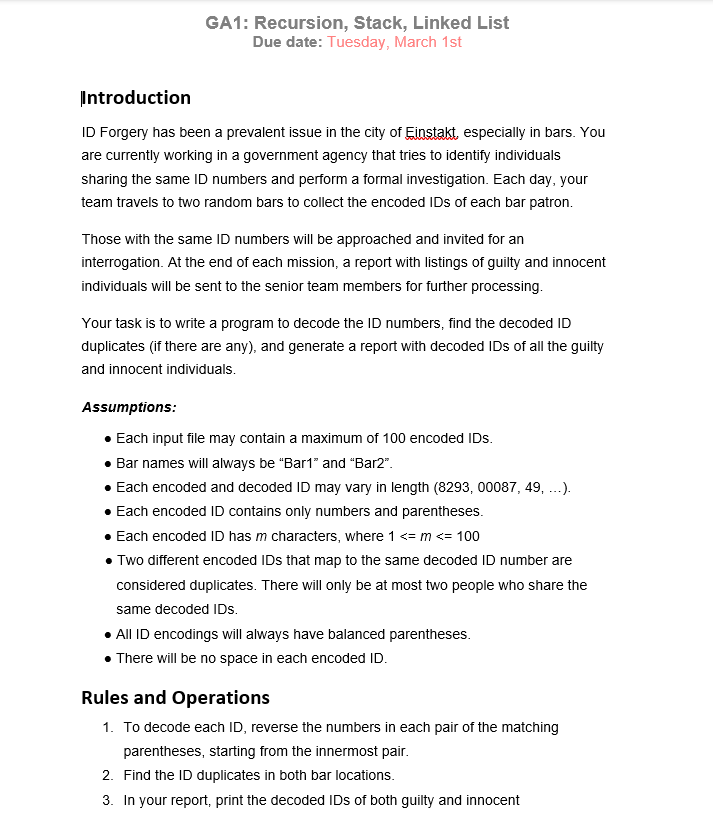 GA1: Recursion, Stack, Linked List
Due date: Tuesday, March 1st
Introduction
ID Forgery has been a prevalent issue in the city of Einstakt, especially in bars. You
are currently working in a government agency that tries to identify individuals
sharing the same ID numbers and perform a formal investigation. Each day, your
team travels to two random bars to collect the encoded IDs of each bar patron.
Those with the same ID numbers will be approached and invited for an
interrogation. At the end of each mission, a report with listings of guilty and innocent
individuals will be sent to the senior team members for further processing.
Your task is to write a program to decode the ID numbers, find the decoded ID
duplicates (if there are any), and generate a report with decoded IDs of all the guilty
and innocent individuals.
Assumptions:
● Each input file may contain a maximum of 100 encoded IDs.
● Bar names will always be “Bar1” and “Bar2”.
● Each encoded and decoded ID may vary in length (8293, 00087, 49, …).
● Each encoded ID contains only numbers and parentheses.
● Each encoded ID has m characters, where 1 <= m <= 100
● Two different encoded IDs that map to the same decoded ID number are
considered duplicates. There will only be at most two people who share the
same decoded IDs.
● All ID encodings will always have balanced parentheses.
● There will be no space in each encoded ID.
Rules and Operations
1. To decode each ID, reverse the numbers in each pair of the matching
parentheses, starting from the innermost pair.
2. Find the ID duplicates in both bar locations.
3. In your report, print the decoded IDs of both guilty and innocent